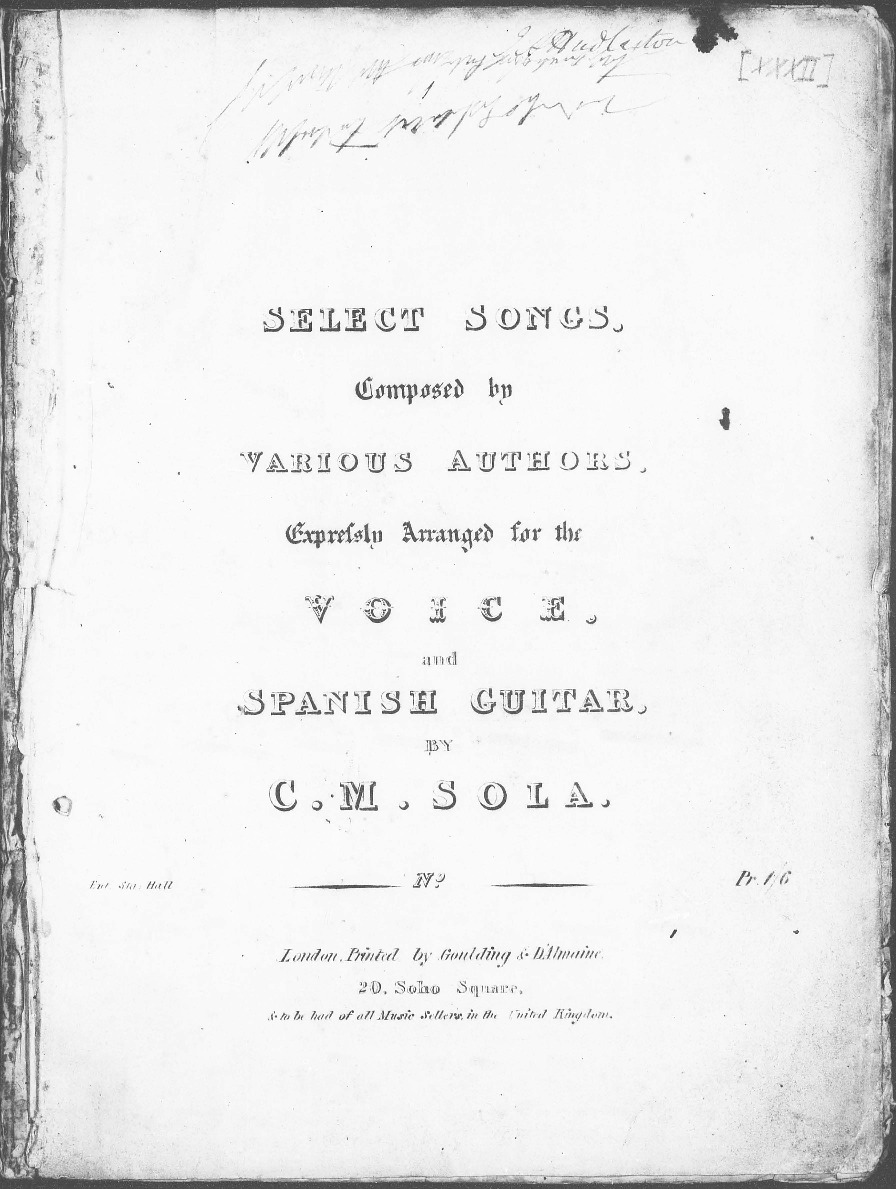 [XXXII]
SELECT SONGS,
Composed by
VARIOUS AUTHORS,
Exprefsly Arranged for the
VOICE,
and
SPANISH GUITAR,
BY
C. M. SOLA.
Ent. Sta. Hall
No
Pr. 1/6
London, Printed by Goulding & D'Almaine,
20, Soho Square,
& to be had of all Music Sellers, in the United Kingdom.